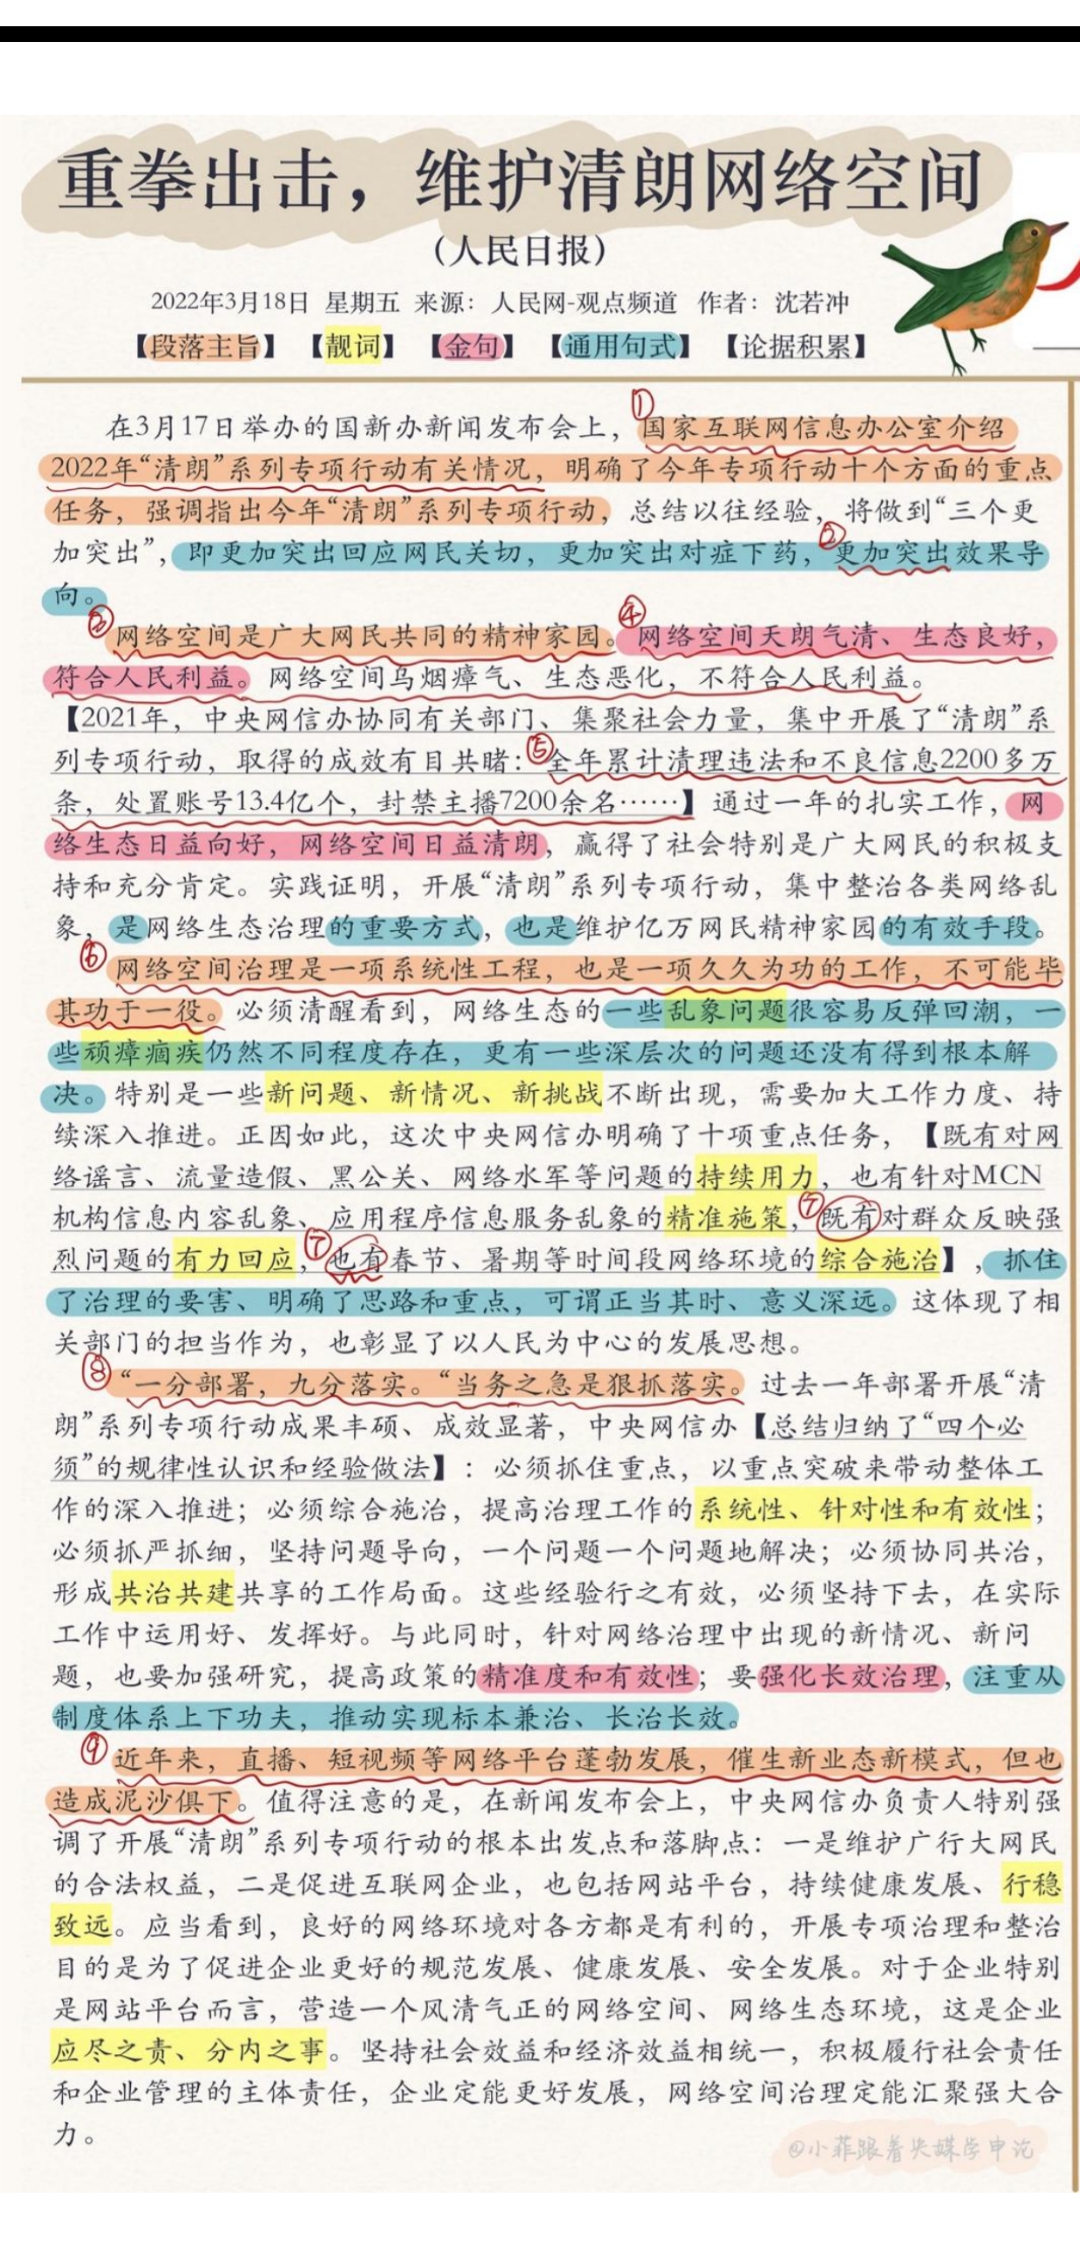 重拳出击，维护清朗网络空间
（人民日报）
2022年3月18日 星期五 来源：人民网-观点频道 作者：沈若冲
【段落主旨】 【靓词】 【金句】 【通用句式】 【论据积累】
①
在3月17日举办的国新办新闻发布会上，国家互联网信息办公室介绍
2022年“清朗”系列专项行动有关情况，明确了今年专项行动十个方面的重点
任务，强调指出今年“清朗”系列专项行动，总结以往经验，将做到“三个更
②
加突出”，即更加突出回应网民关切，更加突出对症下药，更加突出效果导
向。
③ ④
网络空间是广大网民共同的精神家园。网络空间天朗气清、生态良好，
符合人民利益。网络空间乌烟瘴气、生态恶化，不符合人民利益。
【2021年，中央网信办协同有关部门、集聚社会力量，集中开展了“清朗”系
列专项行动，取得的成效有目共睹：⑤全年累计清理违法和不良信息2200多万
条，处置账号13.4亿个，封禁主播7200余名……】通过一年的扎实工作，网
络生态日益向好，网络空间日益清朗，赢得了社会特别是广大网民的积极支
持和充分肯定。实践证明，开展“清朗”系列专项行动，集中整治各类网络乱
象，是网络生态治理的重要方式，也是维护亿万网民精神家园的有效手段。
⑥网络空间治理是一项系统性工程，也是一项久久为功的工作，不可能毕
其功于一役。必须清醒看到，网络生态的一些乱象问题很容易反弹回潮，一
些顽瘴痼疾仍然不同程度存在，更有一些深层次的问题还没有得到根本解
决。特别是一些新问题、新情况、新挑战不断出现，需要加大工作力度、持
续深入推进。正因如此，这次中央网信办明确了十项重点任务，【既有对网
络谣言、流量造假、黑公关、网络水军等问题的持续用力，也有针对MCN
机构信息内容乱象、应用程序信息服务乱象的精准施策，⑦既有对群众反映强
烈问题的有力回应，⑦也有春节、暑期等时间段网络环境的综合施治】，抓住
了治理的要害、明确了思路和重点，可谓正当其时、意义深远。这体现了相
关部门的担当作为，也彰显了以人民为中心的发展思想。
⑧“一分部署，九分落实。“当务之急是狠抓落实。过去一年部署开展“清
朗”系列专项行动成果丰硕、成效显著，中央网信办【总结归纳了“四个必
须”的规律性认识和经验做法】：必须抓住重点，以重点突破来带动整体工
作的深入推进；必须综合施治，提高治理工作的系统性、针对性和有效性；
必须抓严抓细，坚持问题导向，一个问题一个问题地解决；必须协同共治，
形成共治共建共享的工作局面。这些经验行之有效，必须坚持下去，在实际
工作中运用好、发挥好。与此同时，针对网络治理中出现的新情况、新问
题，也要加强研究，提高政策的精准度和有效性；要强化长效治理，注重从
制度体系上下功夫，推动实现标本兼治、长治长效。
⑨近年来，直播、短视频等网络平台蓬勃发展，催生新业态新模式，但也
造成泥沙俱下。值得注意的是，在新闻发布会上，中央网信办负责人特别强
调了开展“清朗”系列专项行动的根本出发点和落脚点：一是维护广行大网民
的合法权益，二是促进互联网企业，也包括网站平台，持续健康发展、行稳
致远。应当看到，良好的网络环境对各方都是有利的，开展专项治理和整治
目的是为了促进企业更好的规范发展、健康发展、安全发展。对于企业特别
是网站平台而言，营造一个风清气正的网络空间、网络生态环境，这是企业
应尽之责、分内之事。坚持社会效益和经济效益相统一，积极履行社会责任
和企业管理的主体责任，企业定能更好发展，网络空间治理定能汇聚强大合
力。
@小菲跟着央媒学申论